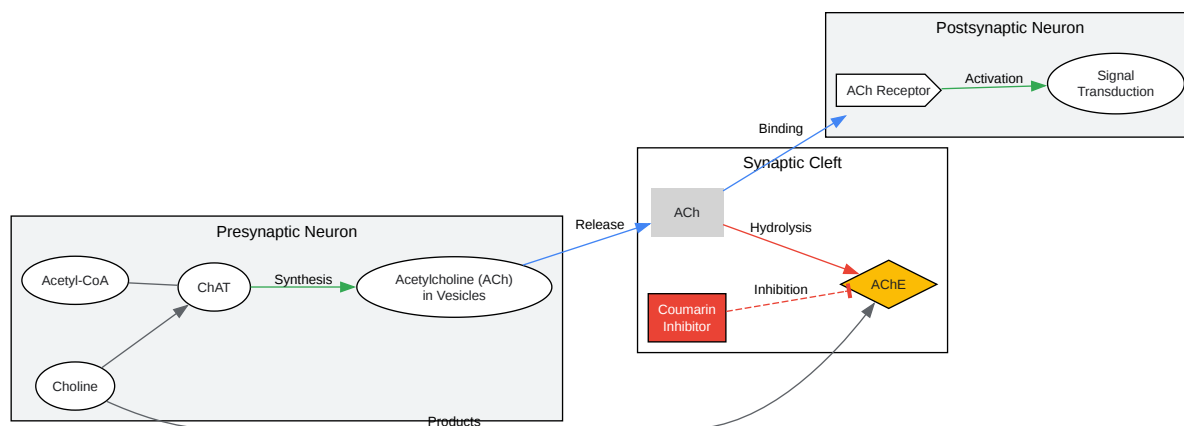 Postsynaptic Neuron
ACh Receptor
Activation
Signal
Transduction
Binding
Synaptic Cleft
ACh
Hydrolysis
Release
Presynaptic Neuron
Acetyl-CoA
ChAT
Synthesis
Acetylcholine (ACh)
in Vesicles
AChE
Inhibition
Coumarin
Inhibitor
Choline
Products